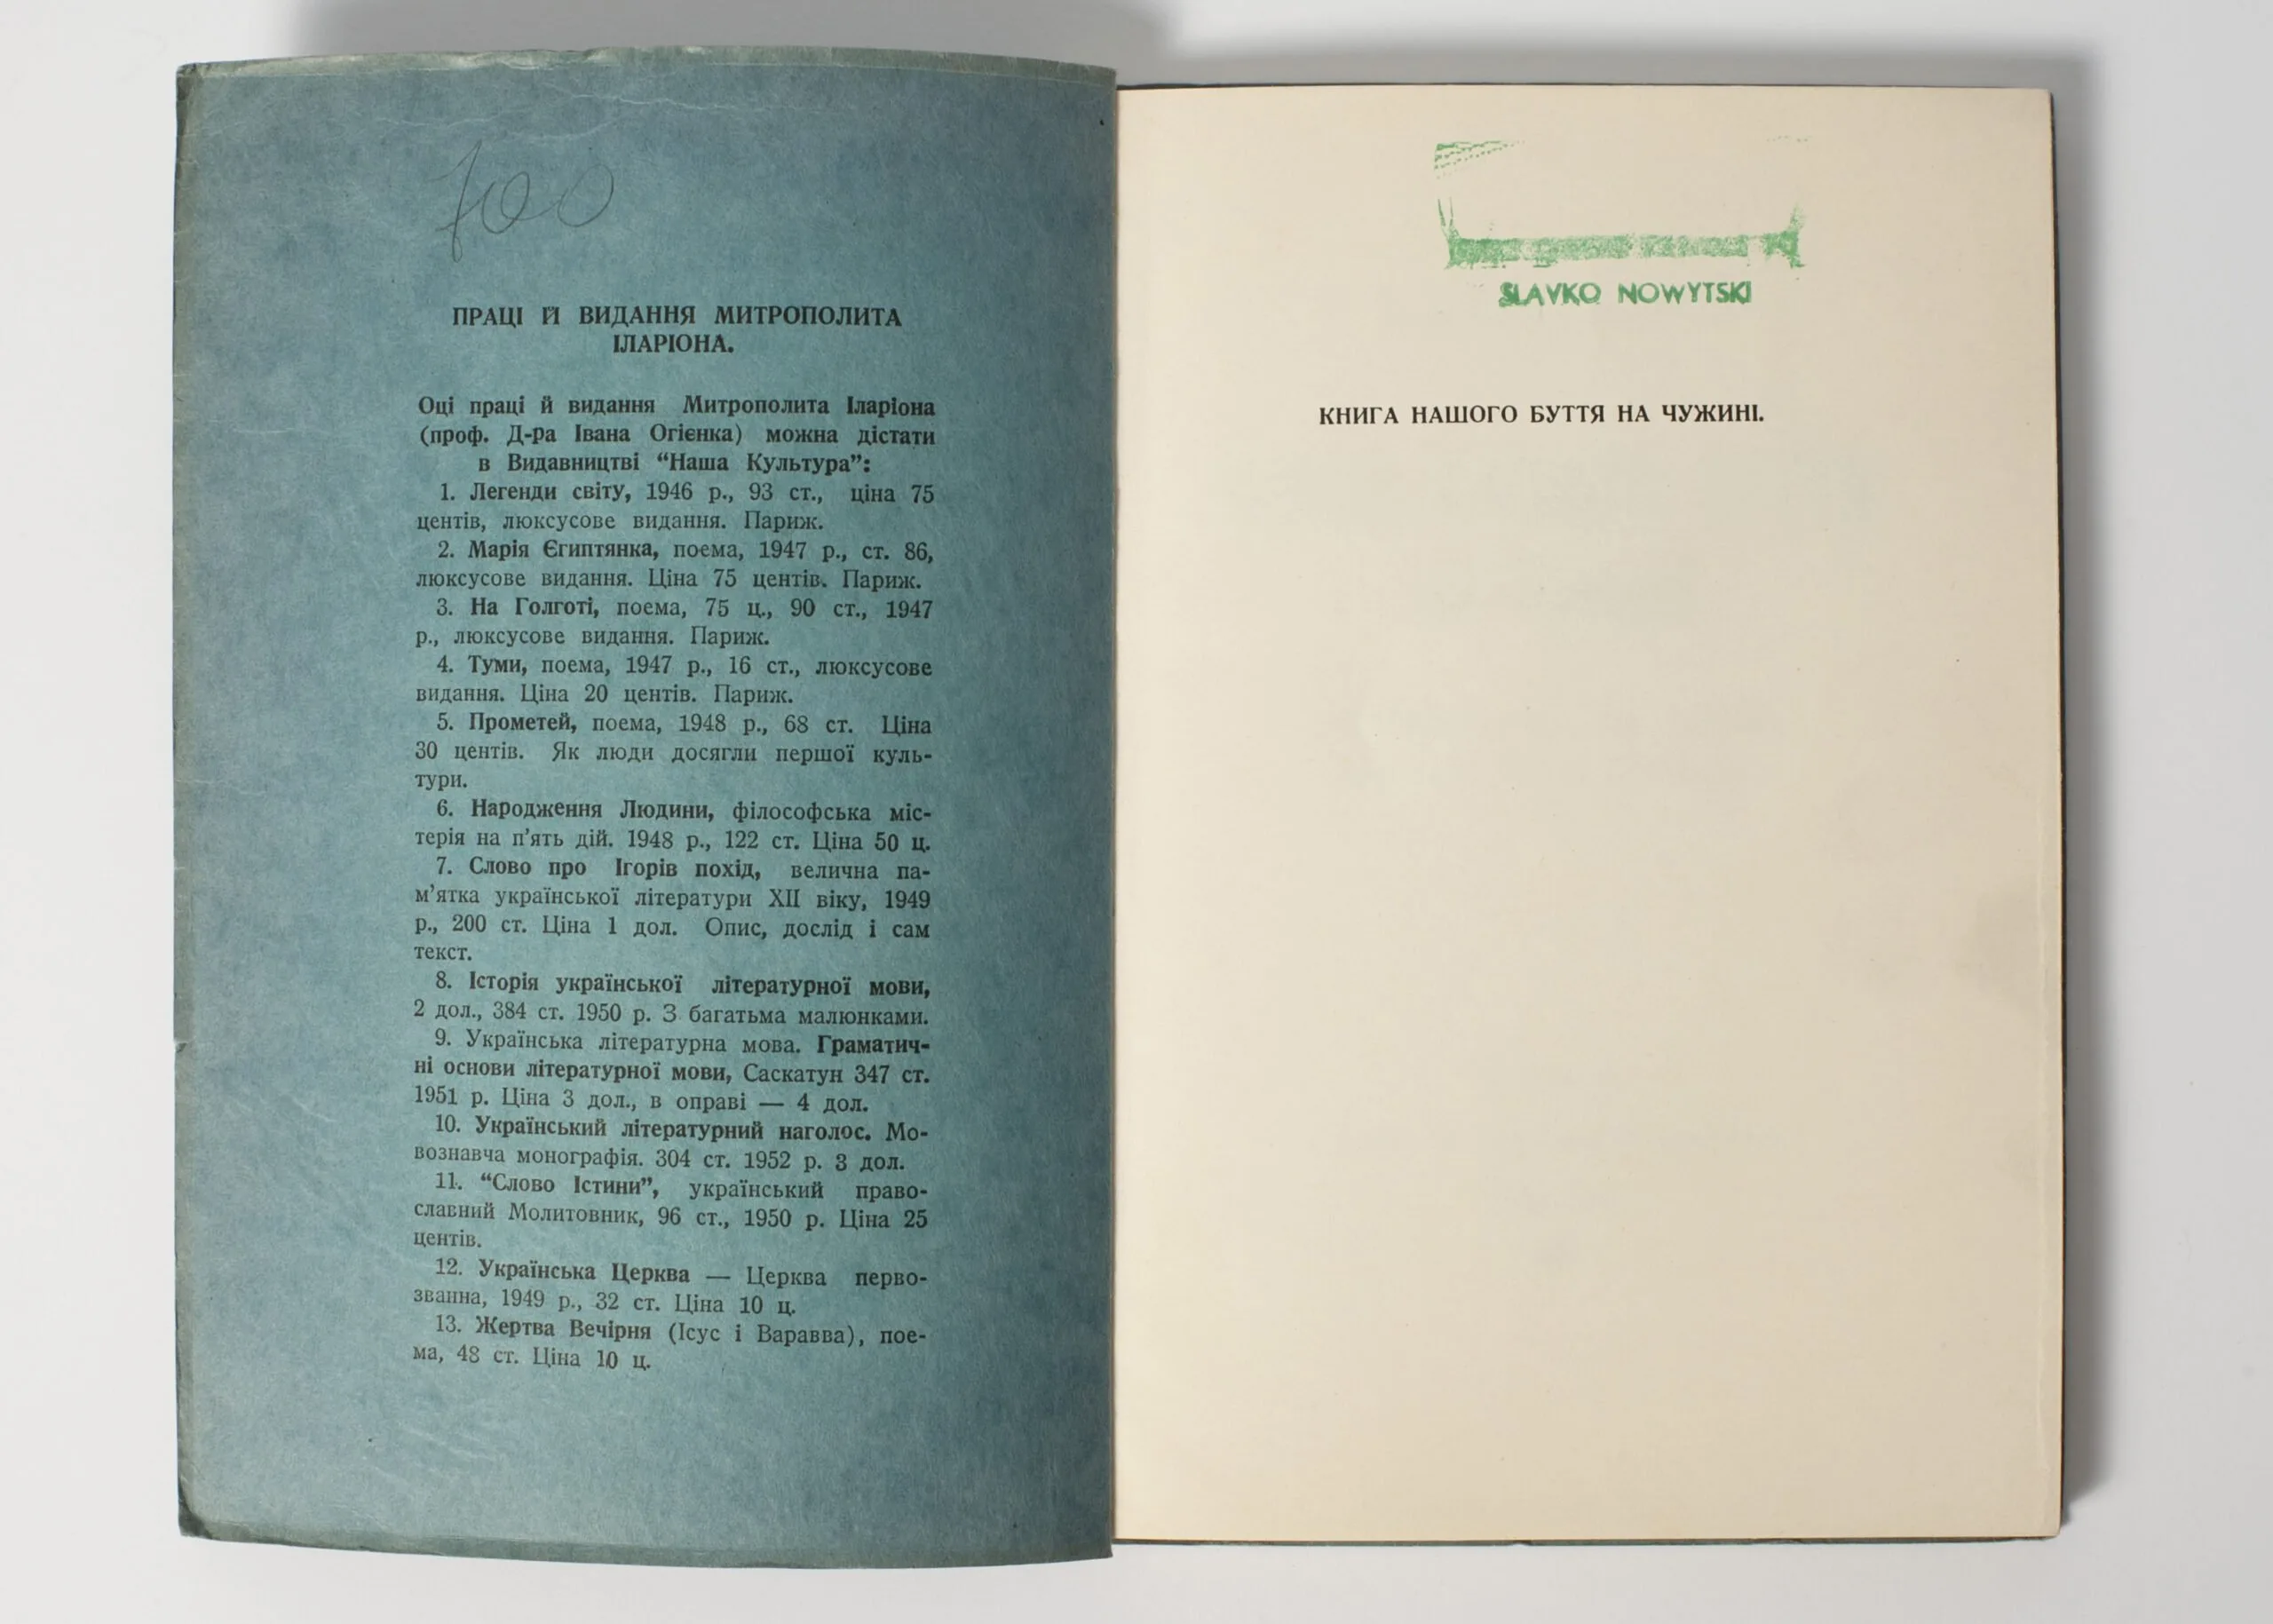 700
ПРАЦІ Й ВИДАННЯ МИТРОПОЛИТА
ІЛАРІОНА.
Оці праці й видання Митрополита Іларіона
(проф. Д-ра Івана Огієнка) можна дістати
в Видавництві “Наша Культура”:
1. Легенди світу, 1946 р., 93 ст., ціна 75
центів, люксусове видання. Париж.
2. Марія Єгиптянка, поема, 1947 р., ст. 86,
люксусове видання. Ціна 75 центів. Париж.
3. На Голготі, поема, 75 ц., 90 ст., 1947
р., люксусове видання. Париж.
4. Туми, поема, 1947 р., 16 ст., люксусове
видання. Ціна 20 центів. Париж.
5. Прометей, поема, 1948 р., 68 ст. Ціна
30 центів. Як люди досягли першої куль-
тури.
6. Народження Людини, філософська міс-
терія на п’ять дій. 1948 р., 122 ст. Ціна 50 ц.
7. Слово про Ігорів похід, велична па-
м’ятка української літератури XII віку, 1949
р., 200 ст. Ціна 1 дол. Опис, дослід і сам
текст.
8. Історія української літературної мови,
2 дол., 384 ст. 1950 р. З багатьма малюнками.
9. Українська літературна мова. Граматич-
ні основи літературної мови, Саскатун 347 ст.
1951 р. Ціна 3 дол., в оправі — 4 дол.
10. Український літературний наголос. Мо-
вознавча монографія. 304 ст. 1952 р. 3 дол.
11. “Слово Істини”, український право-
славний Молитовник, 96 ст., 1950 р. Ціна 25
центів.
12. Українська Церква — Церква перво-
званна, 1949 р., 32 ст. Ціна 10 ц.
13. Жертва Вечірня (Ісус і Варавва), пое-
ма, 48 ст. Ціна 10 ц.
SLAVKO NOWYTSKI
КНИГА НАШОГО БУТТЯ НА ЧУЖИНІ.